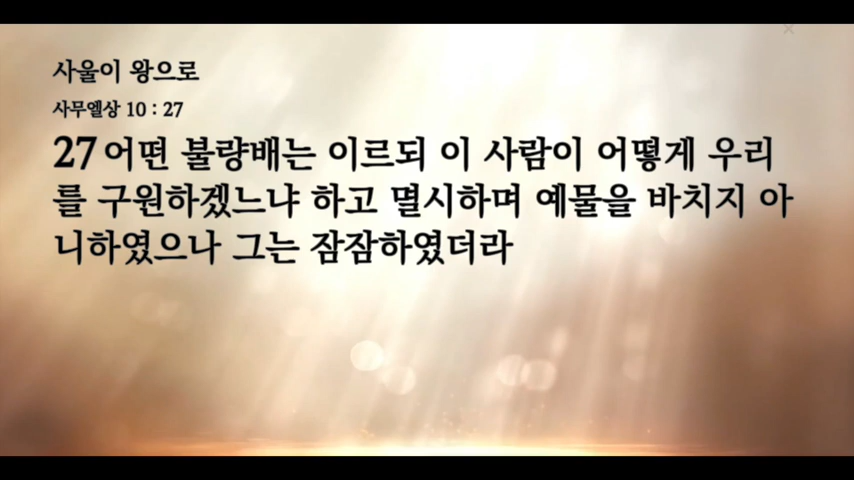 사울이 왕으로
사무엘상 10 : 27
27 어떤 불량배는 이르되 이 사람이 어떻게 우리
를 구원하겠느냐 하고 멸시하며 예물을 바치지 아
니하였으나 그는 잠잠하였더라